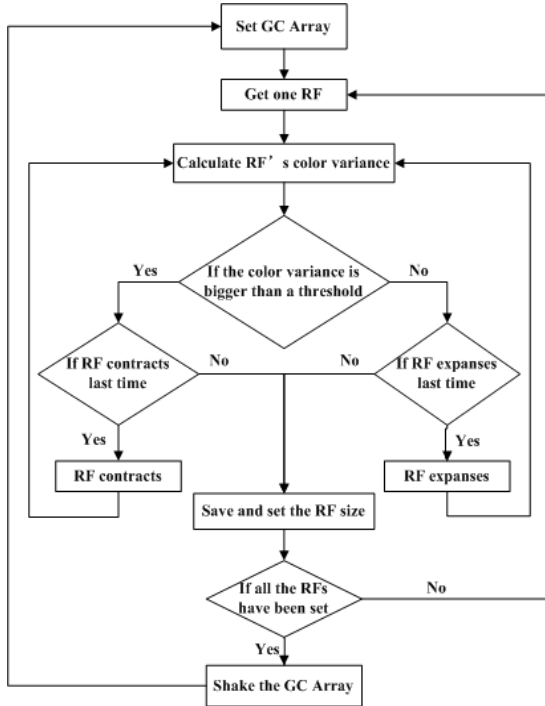 Set GC Array
Get one RF
Calculate RF's color variance
If the color variance is
bigger than a threshold
Yes
No
If RF contracts
last time
No
No
If RF expanses
last time
Yes
Yes
RF contracts
RF expanses
Save and set the RF size
If all the RFs
have been set
No
Yes
Shake the GC Array